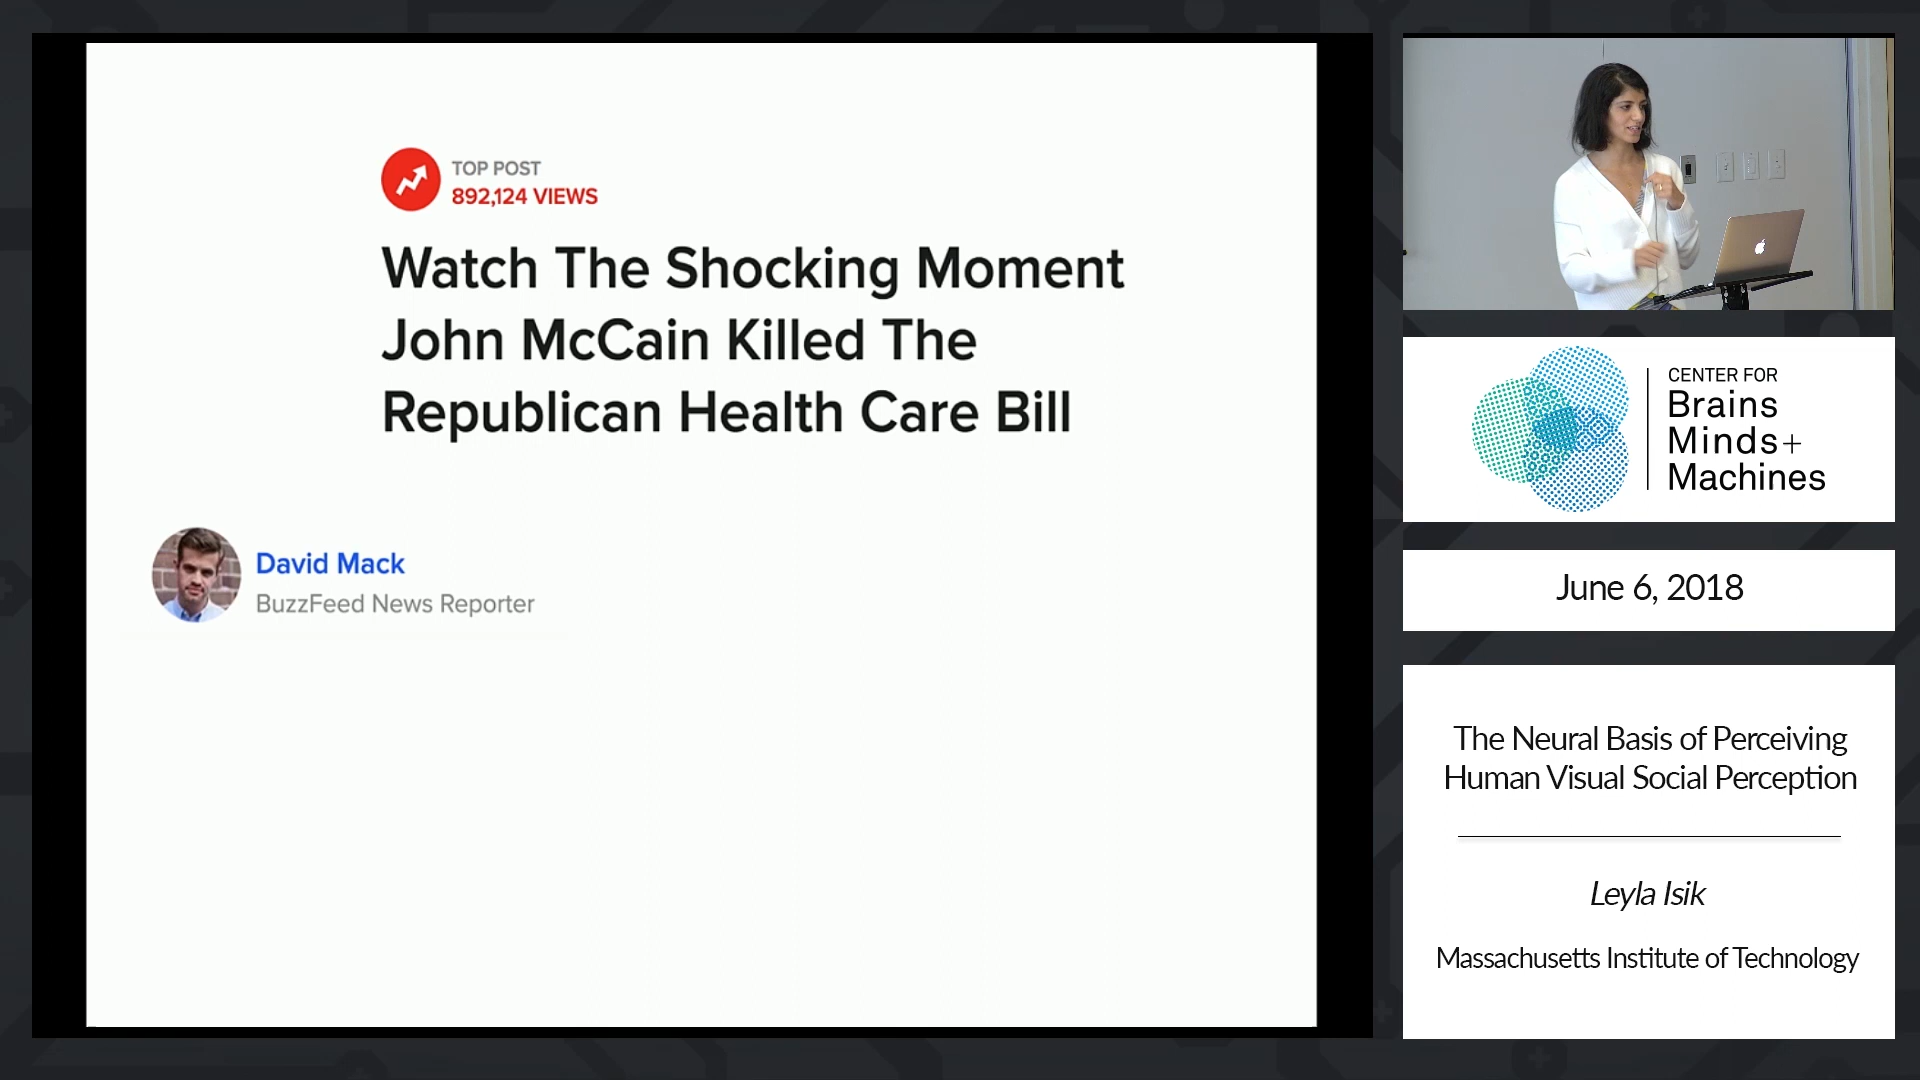 TOP POST
892,124 VIEWS
Watch The Shocking Moment
John McCain Killed The
Republican Health Care Bill
David Mack
BuzzFeed News Reporter
CENTER FOR
Brains
Minds+
Machines
June 6, 2018
The Neural Basis of Perceiving
Human Visual Social Perception
Leyla Isik
Massachusetts Institute of Technology